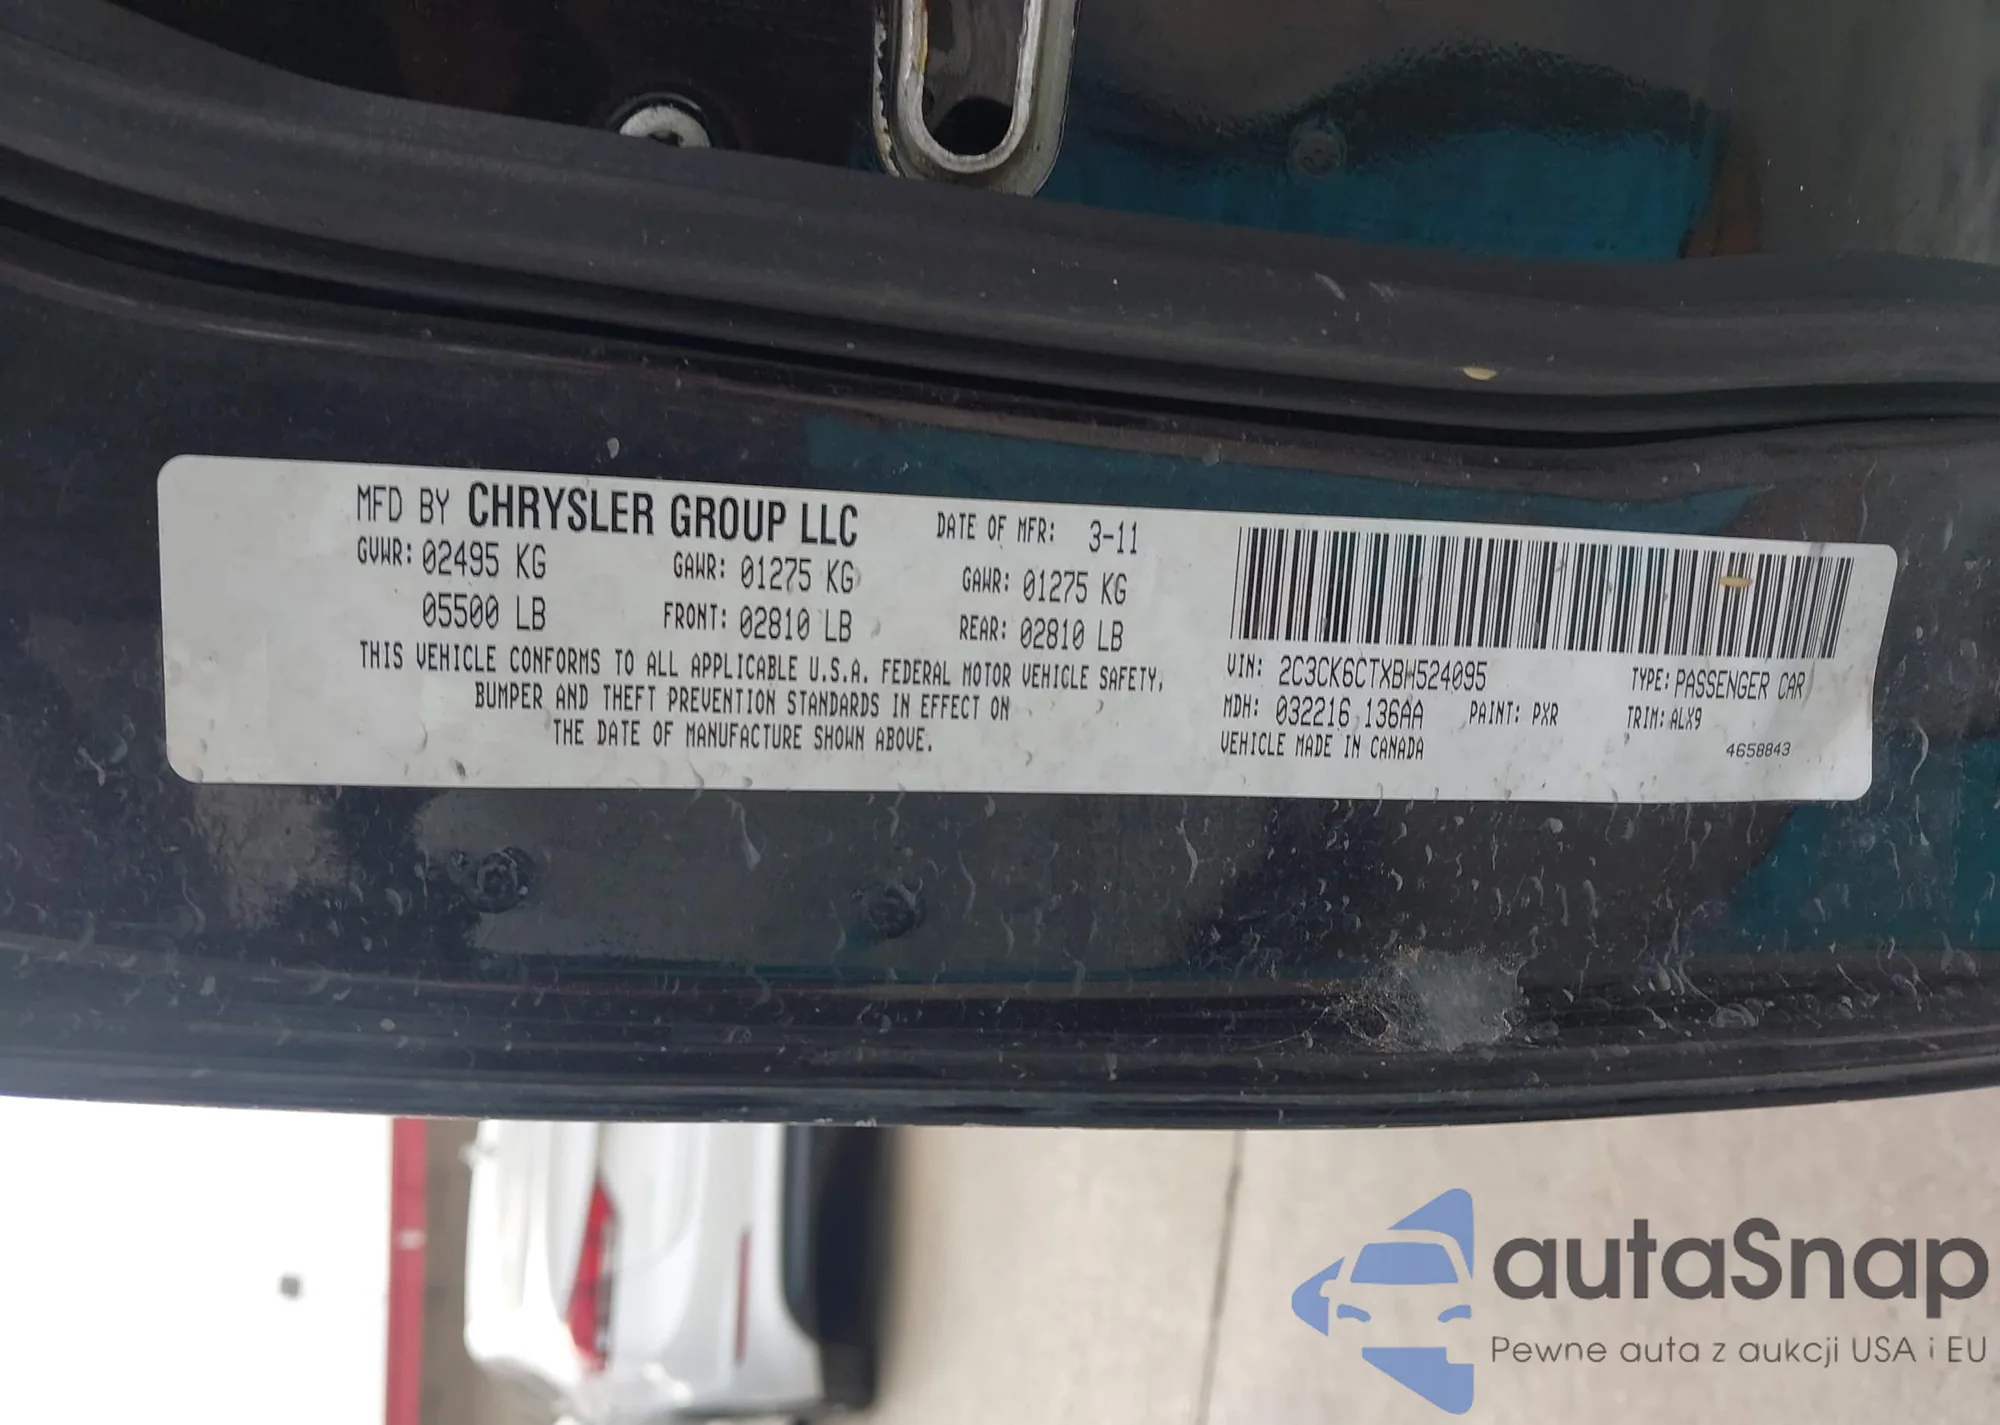 MFD BY CHRYSLER GROUP LLC
DATE OF MFR: 3-11
GVWR: 02495 KG
GAWR: 01275 KG
GAWR: 01275 KG
05500 LB
FRONT: 02810 LB
REAR: 02810 LB
THIS VEHICLE CONFORMS TO ALL APPLICABLE U.S.A. FEDERAL MOTOR VEHICLE SAFETY,
BUMPER AND THEFT PREVENTION STANDARDS IN EFFECT ON
THE DATE OF MANUFACTURE SHOWN ABOVE.
VIN: 2C3CK6CTXBH524095
TYPE: PASSENGER CAR
MDH: 032216 136AA
PAINT: PXR
TRIM: ALX9
VEHICLE MADE IN CANADA
4658843
autaSnap
Pewne auta z aukcji USA i EU